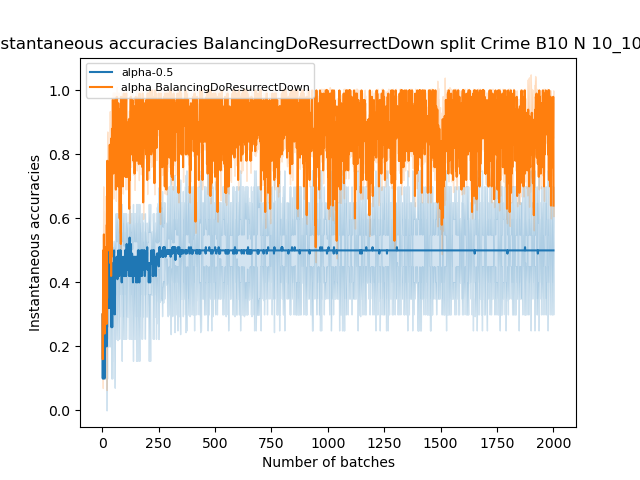 stantaneous accuracies BalancingDoResurrectDown split Crime B10 N 10_10
alpha-0.5
alpha BalancingDoResurrectDown
Instantaneous accuracies
1.0
0.8
0.6
0.4
0.2
0.0
0 250 500 750 1000 1250 1500 1750 2000
Number of batches